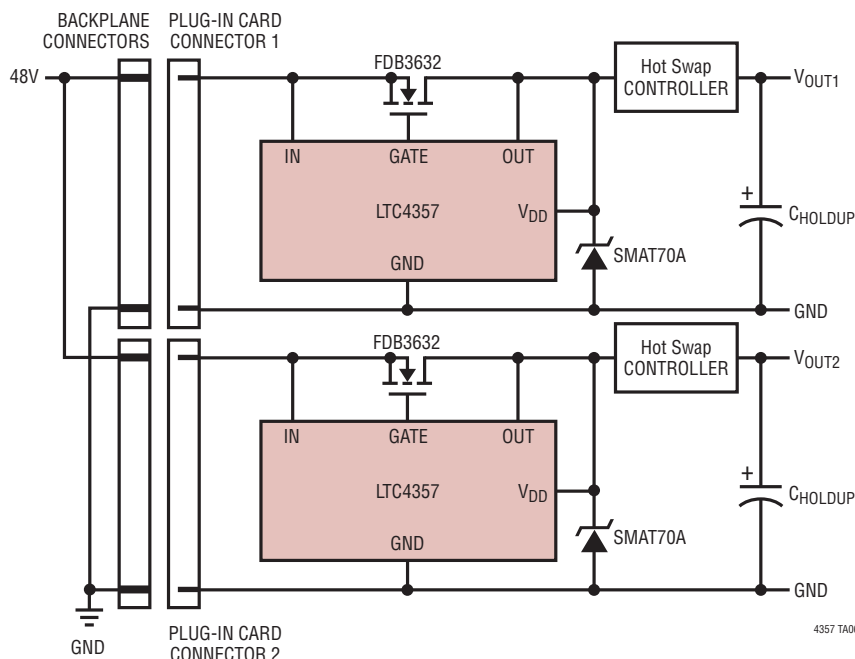 BACKPLANE
CONNECTORS
PLUG-IN CARD
CONNECTOR 1
48V
FDB3632
Hot Swap
CONTROLLER
VOUT1
IN
GATE
OUT
LTC4357
VDD
GND
SMAT70A
+
CHOLDUP
GND
FDB3632
Hot Swap
CONTROLLER
VOUT2
IN
GATE
OUT
LTC4357
VDD
GND
SMAT70A
+
CHOLDUP
GND
GND
PLUG-IN CARD
CONNECTOR 2
4357